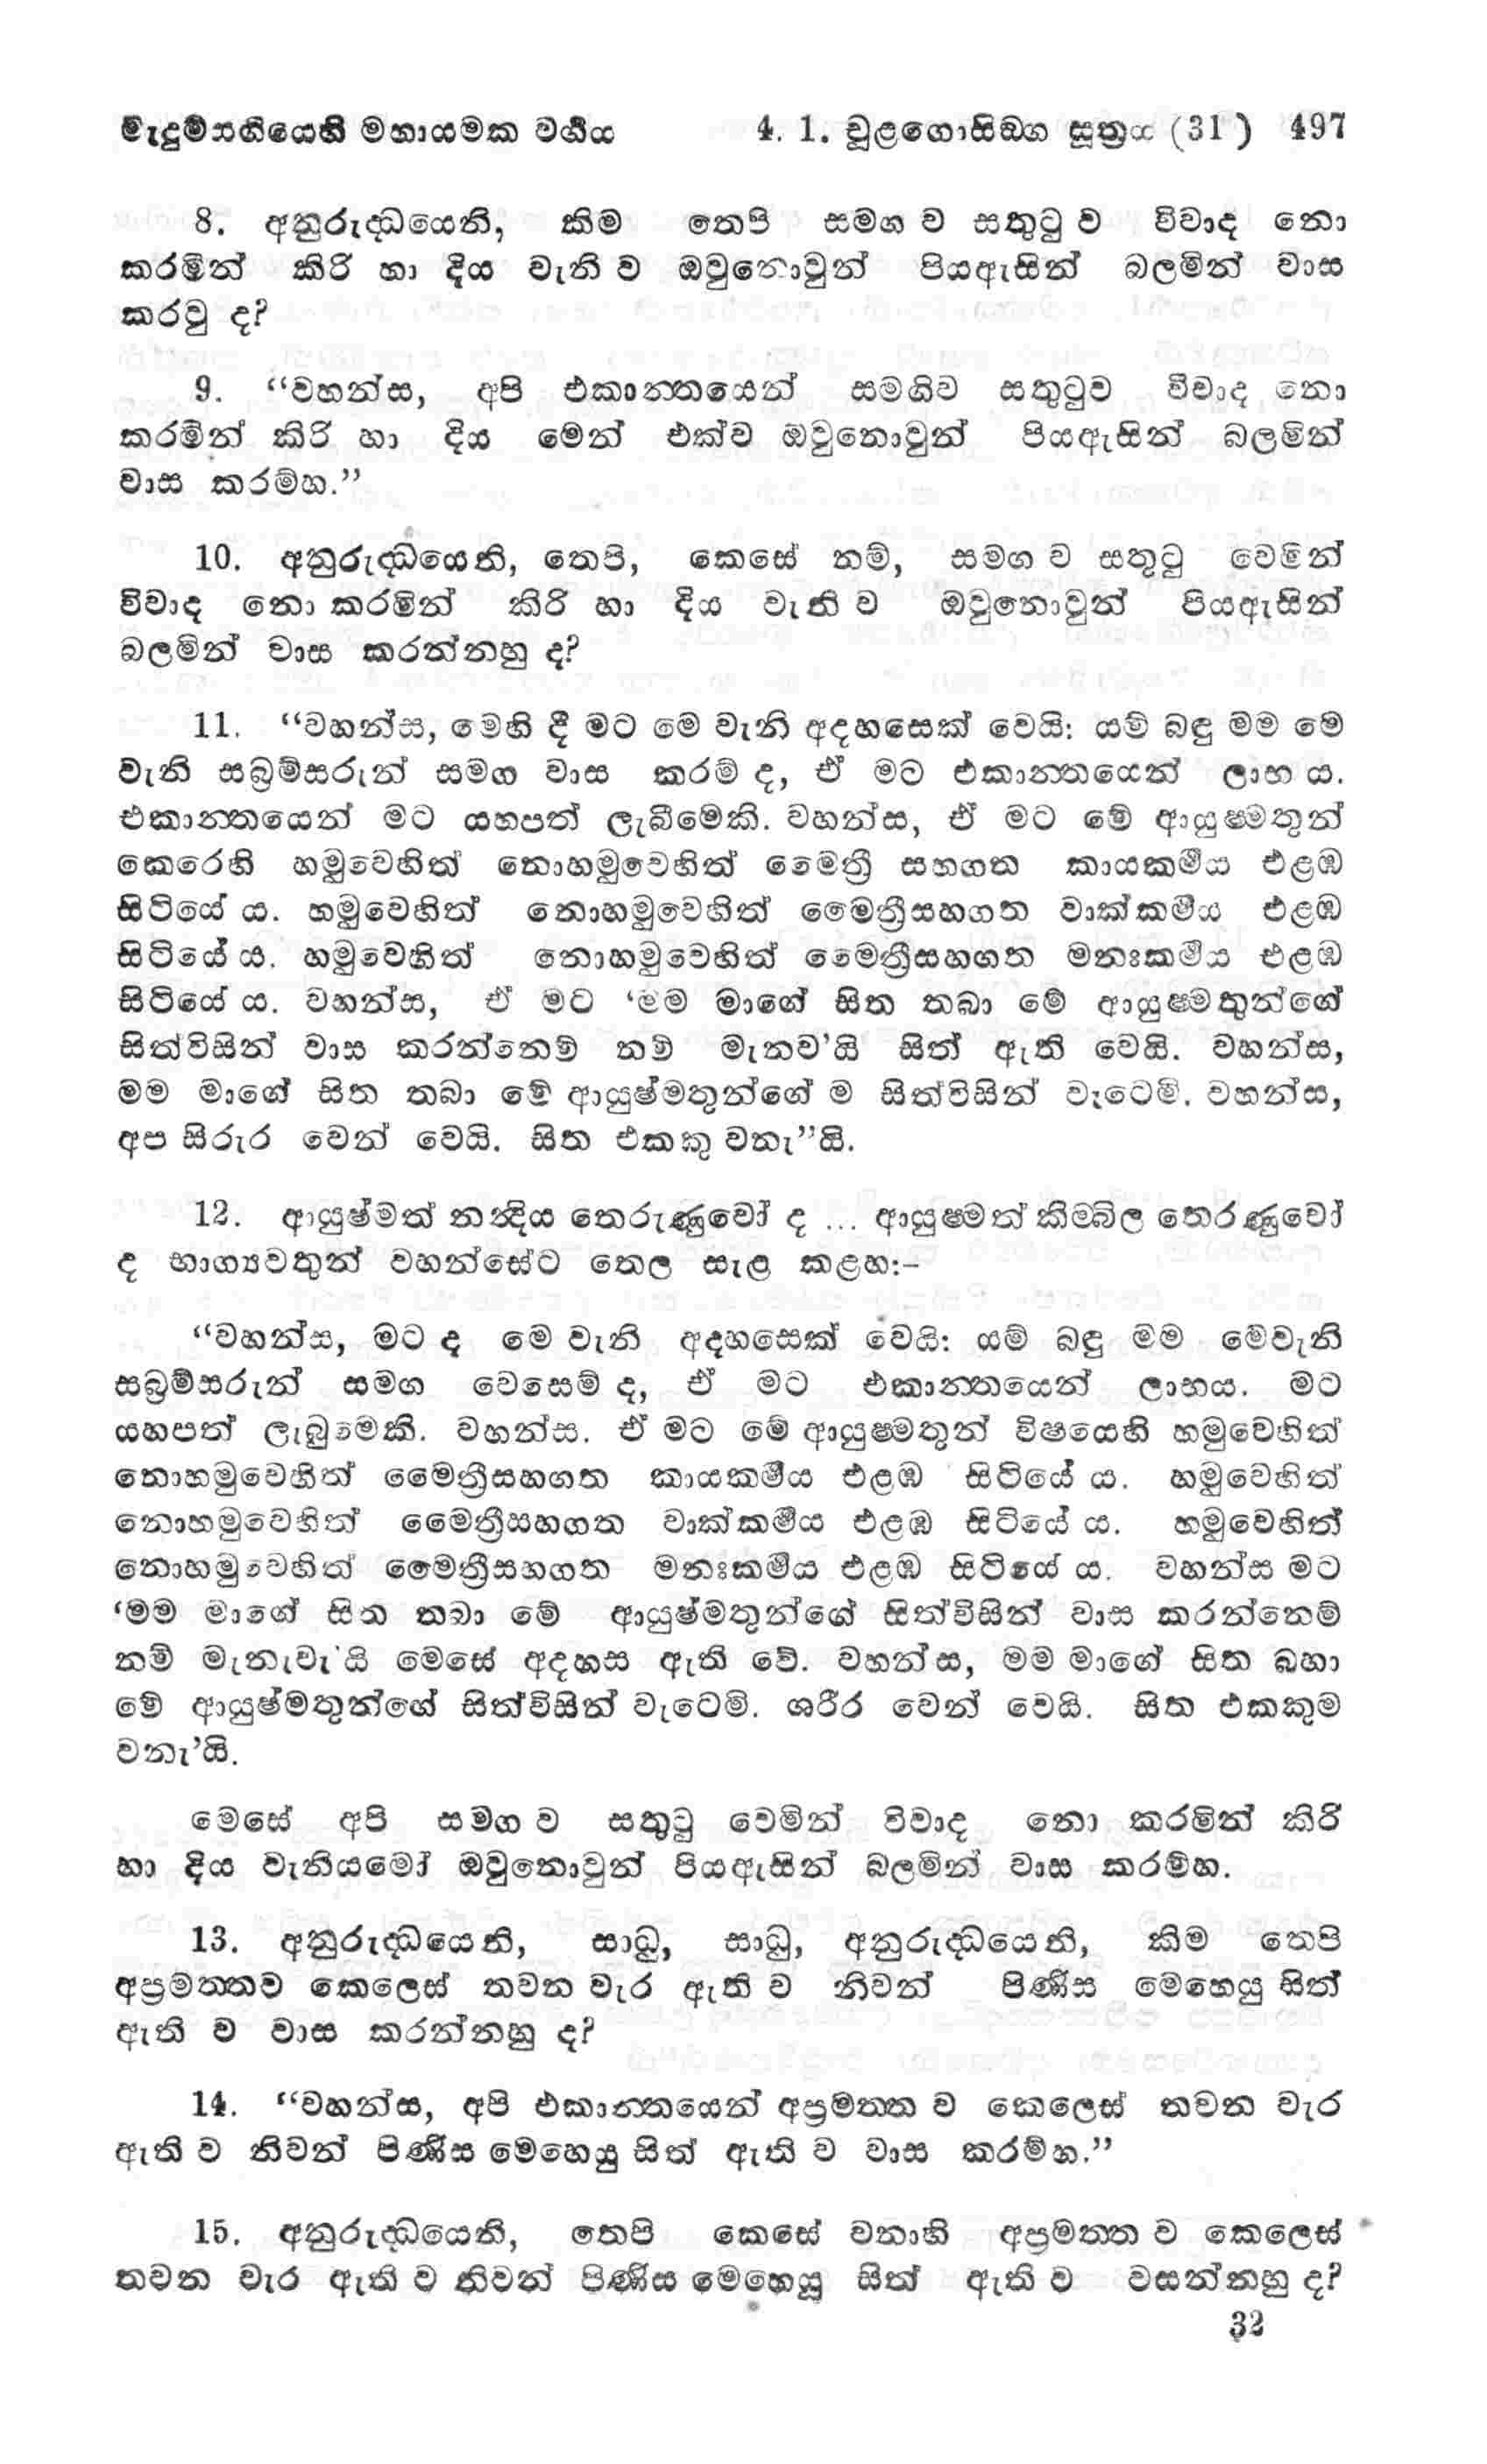 මැදුම්සඟියෙහි මහායමක වර්‍ගය 4. 1. චූළගොසිඞග සූත්‍රය (31) 497
8. අනුරුද්ධයෙනි, කිම තෙපි සමග ව සතුටු ව විවාද නො
කරමින් කිරි හා දිය වැනි ව ඔවුනොවුන් පියඇසින් බලමින් වාස
කරවු ද?
9. “වහන්ස, අපි එකාන්තයෙන් සමගිව සතුටුව විවාද නො
කරමින් කිරි හා දිය මෙන් එක්ව ඔවුනොවුන් පියඇසින් බලමින්
වාස කරම්හ.”
10. අනුරුද්ධයෙනි, තෙපි, කෙසේ නම්, සමග ව සතුටු වෙමින්
විවාද නො කරමින් කිරි හා දිය වැනි ව ඔවුනොවුන් පියඇසින්
බලමින් වාස කරන්නහු ද?
11. “වහන්ස, මෙහි දී මට මෙ වැනි අදහසෙක් වෙයි: යම් බඳු මම මේ
වැනි සබ්‍රම්සරුන් සමග වාස කරම් ද, ඒ මට එකාන්තයෙන් ලාභ ය.
එකාන්තයෙන් මට යහපත් ලැබීමෙකි. වහන්ස, ඒ මට මේ ආයුෂ්මතුන්
කෙරෙහි හමුවෙහිත් නොහමුවෙහිත් මෛත්‍රී සහගත කායකර්‍මය එළඹ
සිටියේ ය. හමුවෙහිත් නොහමුවෙහිත් මෛත්‍රීසහගත වාක්කර්‍මය එළඹ
සිටියේ ය. හමුවෙහිත් නොහමුවෙහිත් මෛත්‍රීසහගත මනඃකර්‍මය එළඹ
සිටියේ ය. වහන්ස, ඒ මට ‘මම මාගේ සිත තබා මේ ආයුෂ්මතුන්ගේ
සිත්විසින් වාස කරන්නෙම් නම් මැනව’යි සිත් ඇති වෙයි. වහන්ස,
මම මාගේ සිත තබා මේ ආයුෂ්මතුන්ගේ ම සිත්විසින් වැටෙමි. වහන්ස,
අප සිරුර වෙන් වෙයි. සිත එකකු වනැ”යි.
12. ආයුෂ්මත් නන්‍දිය තෙරුණුවෝ ද ... ආයුෂ්මත් කිම්බිල තෙරණුවෝ
ද භාග්‍යවතුන් වහන්සේට තෙල සැළ කළහ:–
“වහන්ස, මට ද මෙ වැනි අදහසෙක් වෙයි: යම් බඳු මම මෙවැනි
සබ්‍රම්සරුන් සමග වෙසෙම් ද, ඒ මට එකාන්තයෙන් ලාභය. මට
යහපත් ලැබුමෙකි. වහන්ස. ඒ මට මේ ආයුෂ්මතුන් විෂයෙහි හමුවෙහිත්
නොහමුවෙහිත් මෛත්‍රීසහගත කායකර්‍මය එළඹ සිටියේ ය. හමුවෙහිත්
නොහමුවෙහිත් මෛත්‍රීසහගත වාක්කර්‍මය එළඹ සිටියේ ය. හමුවෙහිත්
නොහමුවෙහිත් මෛත්‍රීසහගත මනඃකර්‍මය එළඹ සිටියේ ය. වහන්ස මට
‘මම මාගේ සිත තබා මේ ආයුෂ්මතුන්ගේ සිත්විසින් වාස කරන්නෙම්
නම් මැනැවැ’යි මෙසේ අදහස ඇති වේ. වහන්ස, මම මාගේ සිත බහා
මේ ආයුෂ්මතුන්ගේ සිත්විසින් වැටෙමි. ශරීර වෙන් වෙයි. සිත එකකුම
වනැ’යි.
මෙසේ අපි සමග ව සතුටු වෙමින් විවාද නො කරමින් කිරි
හා දිය වැනියමෝ ඔවුනොවුන් පියඇසින් බලමින් වාස කරම්හ.
13. අනුරුද්ධයෙනි, සාධු, සාධු, අනුරුද්ධයෙනි, කිම තෙපි
අප්‍රමත්තව කෙලෙස් තවන වැර ඇති ව නිවන් පිණිස මෙහෙයු සිත්
ඇති ව වාස කරන්නහු ද?
14. “වහන්ස, අපි එකාන්තයෙන් අප්‍රමත්ත ව කෙලෙස් තවන වැර
ඇති ව නිවන් පිණිස මෙහෙයු සිත් ඇති ව වාස කරම්හ.”
15. අනුරුද්ධයෙනි, තෙපි කෙසේ වනාහි අප්‍රමත්ත ව කෙලෙස්
තවන වැර ඇති ව නිවන් පිණිස මෙහෙයූ සිත් ඇති ව වසන්නහු ද?
32